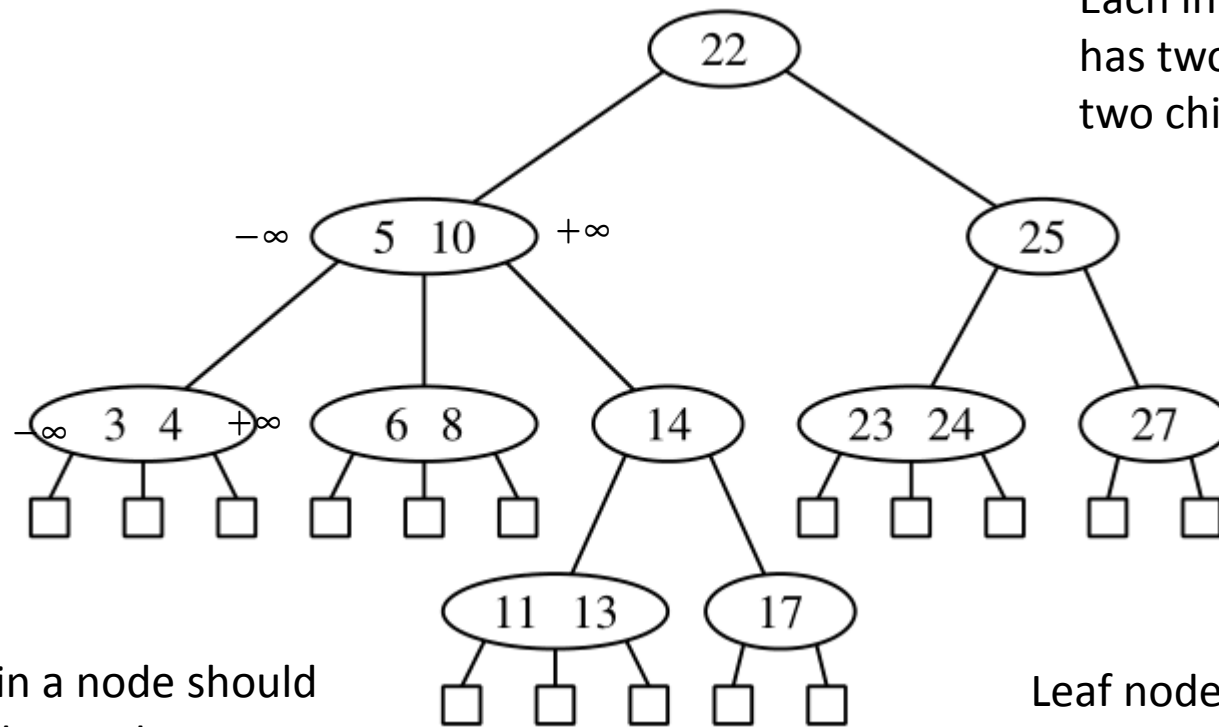 Each in
has two
two chi
22
−∞ 5 10 +∞ 25
−∞ 3 4 +∞ 6 8 14 23 24 27
11 13 17
in a node should
Leaf node